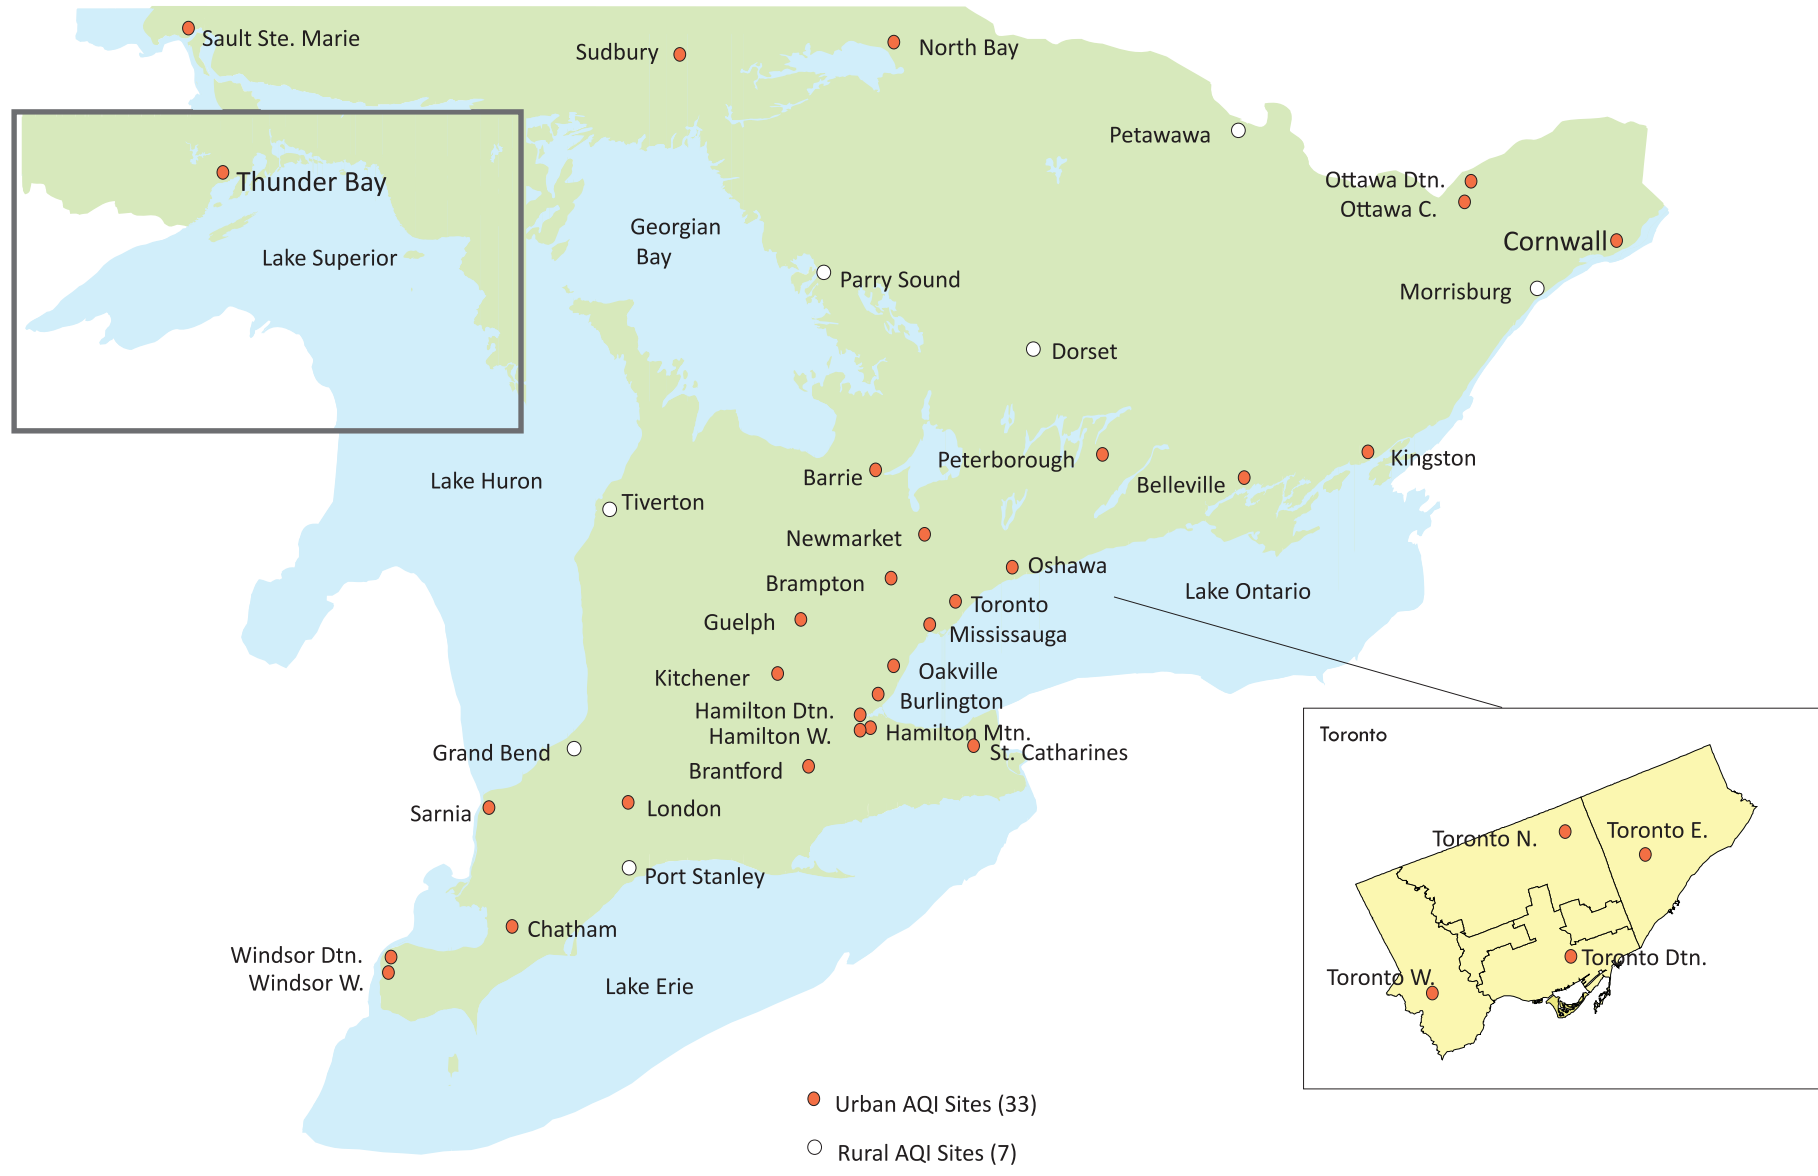 Sault Ste. Marie
Sudbury
North Bay
Petawawa
Thunder Bay
Ottawa Dtn.
Ottawa C.
Georgian
Bay
Cornwall
Lake Superior
Parry Sound
Morrisburg
Dorset
Kingston
Peterborough
Barrie
Lake Huron
Belleville
Tiverton
Newmarket
Oshawa
Brampton
Lake Ontario
Toronto
Guelph
Mississauga
Oakville
Kitchener
Burlington
Hamilton Dtn.
Hamilton Mtn.
Hamilton W.
St. Catharines
Grand Bend
Brantford
London
Sarnia
Port Stanley
Chatham
Windsor Dtn.
Windsor W.
Lake Erie
Toronto
Toronto N.
Toronto E.
Toronto Dtn.
Toronto W.
Urban AQI Sites (33)
Rural AQI Sites (7)